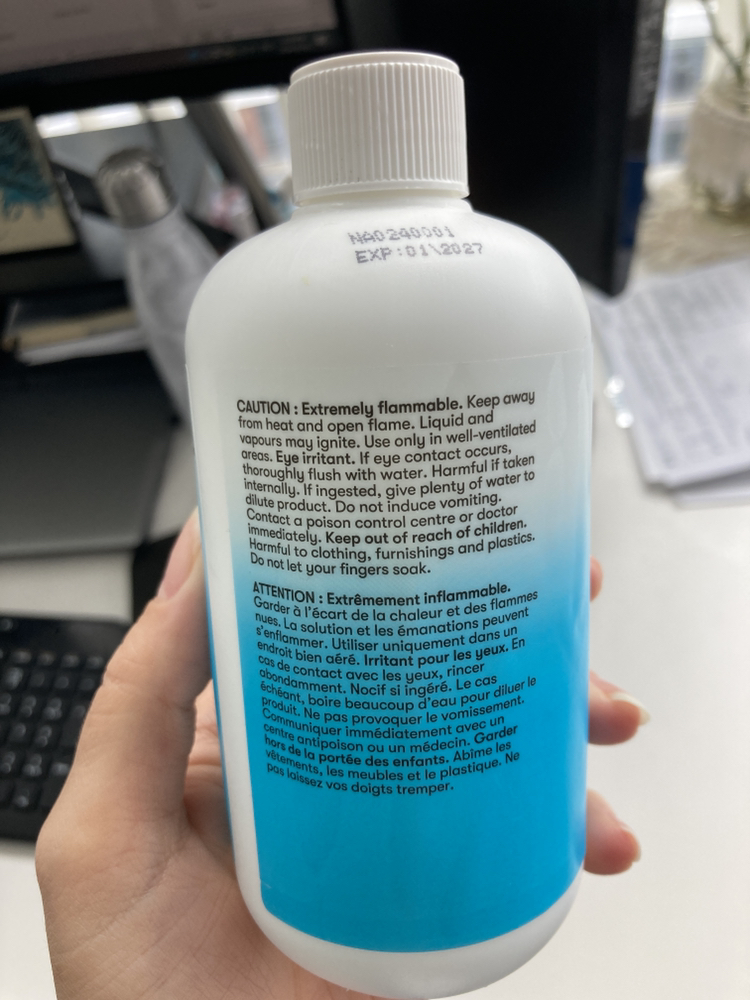 NA0240001
EXP:01\2027
CAUTION : Extremely flammable. Keep away
from heat and open flame. Liquid and
vapours may ignite. Use only in well-ventilated
areas. Eye irritant. If eye contact occurs,
thoroughly flush with water. Harmful if taken
internally. If ingested, give plenty of water to
dilute product. Do not induce vomiting.
Contact a poison control centre or doctor
immediately. Keep out of reach of children.
Harmful to clothing, furnishings and plastics.
Do not let your fingers soak.
ATTENTION : Extrêmement inflammable.
Garder à l'écart de la chaleur et des flammes
nues. La solution et les émanations peuvent
s'enflammer. Utiliser uniquement dans un
endroit bien aéré. Irritant pour les yeux. En
cas de contact avec les yeux, rincer
abondamment. Nocif si ingéré. Le cas
échéant, boire beaucoup d'eau pour diluer le
produit. Ne pas provoquer le vomissement.
Communiquer immédiatement avec un
centre antipoison ou un médecin. Garder
hors de la portée des enfants. Abîme les
vêtements, les meubles et le plastique. Ne
pas laissez vos doigts tremper.